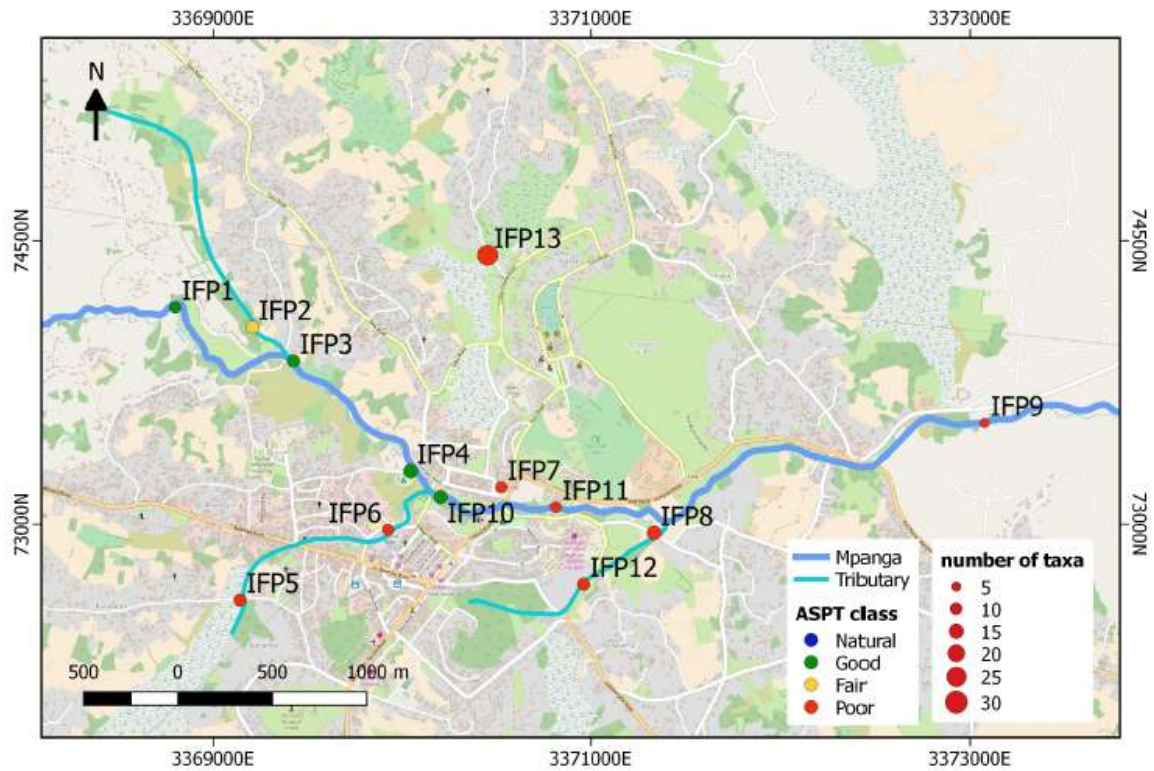 3369000E 3371000E 3373000E
N
IFP13
74500N 74500N
IFP1
IFP2
IFP3
IFP9
IFP4
IFP7
IFP11
IFP6
IFP10
IFP8
73000N 73000N
IFP12
IFP5
Mpanga
Tributary
ASPT class
Natural
Good
Fair
Poor
number of taxa
5
10
15
20
25
30
500 0 500 1000 m
3369000E 3371000E 3373000E